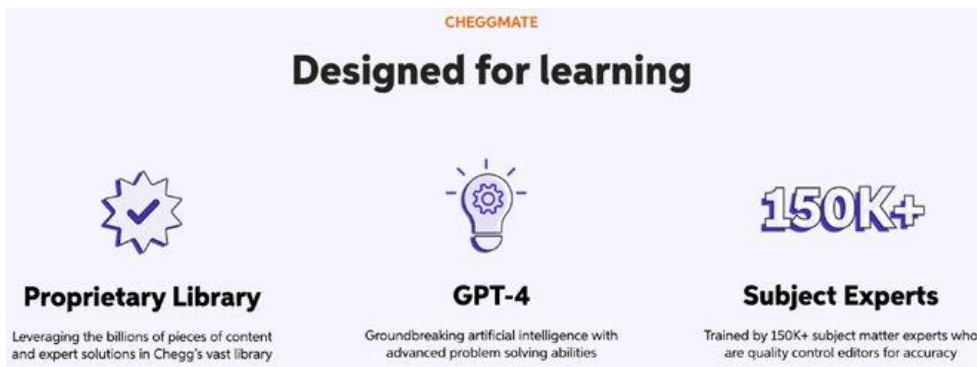 CHEGGMATE
Designed for learning
150K+
Proprietary Library
Leveraging the billions of pieces of content
and expert solutions in Chegg's vast library
GPT-4
Groundbreaking artificial intelligence with
advanced problem solving abilities
Subject Experts
Trained by 150K+ subject matter experts who
are quality control editors for accuracy